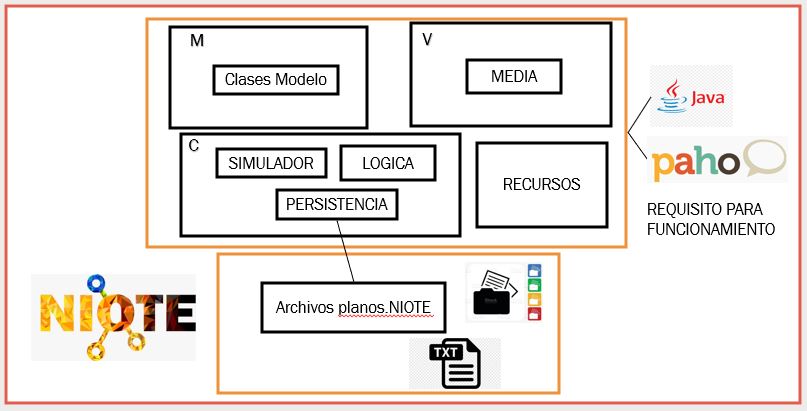 M
Clases Modelo
V
MEDIA
C
SIMULADOR
LOGICA
PERSISTENCIA
RECURSOS
Java
paho
REQUISITO PARA
FUNCIONAMIENTO
NIOTE
Archivos planos.NIOTE
TXT